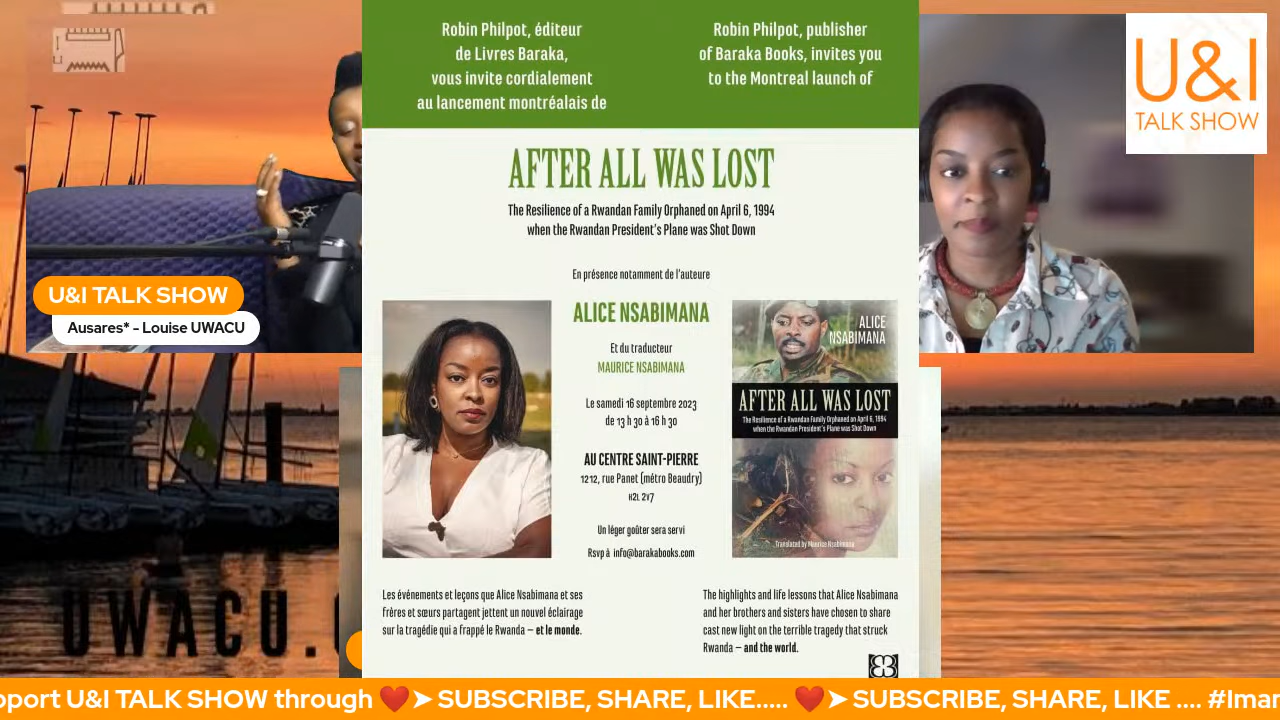 Robin Philpot, éditeur
de Livres Baraka,
vous invite cordialement
au lancement montréalais de
Robin Philpot, publisher
of Baraka Books, invites you
to the Montreal launch of
U&I
TALK SHOW
AFTER ALL WAS LOST
The Resilience of a Rwandan Family Orphaned on April 6, 1994
when the Rwandan President's Plane was Shot Down
En présence notamment de l'auteure
ALICE NSABIMANA
Et du traducteur
MAURICE NSABIMANA
Le samedi 16 septembre 2023
de 13 h 30 à 16 h 30
AU CENTRE SAINT-PIERRE
1212, rue Panet (métro Beaudry)
H2L 2V7
Un léger goûter sera servi
Rsvp à info@barakabooks.com
ALICE
NSABIMANA
AFTER ALL WAS LOST
The Resilience of a Rwandan Family Orphaned on April 6, 1994
when the Rwandan President's Plane was Shot Down
Translated by Maurice Nsabimana
Les événements et leçons que Alice Nsabimana et ses
frères et sœurs partagent jettent un nouvel éclairage
sur la tragédie qui a frappé le Rwanda – et le monde.
The highlights and life lessons that Alice Nsabimana
and her brothers and sisters have chosen to share
cast new light on the terrible tragedy that struck
Rwanda – and the world.
U&I TALK SHOW
Ausares* - Louise UWACU
UWACU.
pport U&I TALK SHOW through ❤️➤ SUBSCRIBE, SHARE, LIKE..... ❤️➤ SUBSCRIBE, SHARE, LIKE .... #Imar